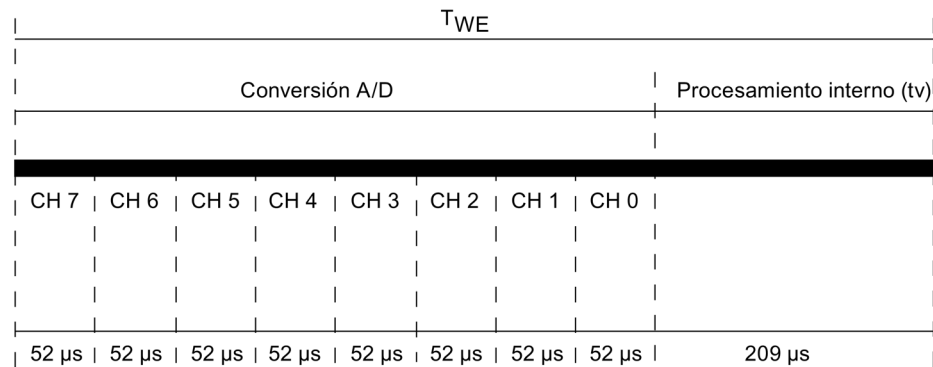 TWE
Conversión A/D Procesamiento interno (tv)
CH 7 CH 6 CH 5 CH 4 CH 3 CH 2 CH 1 CH 0
52 µs 52 µs 52 µs 52 µs 52 µs 52 µs 52 µs 52 µs 209 µs